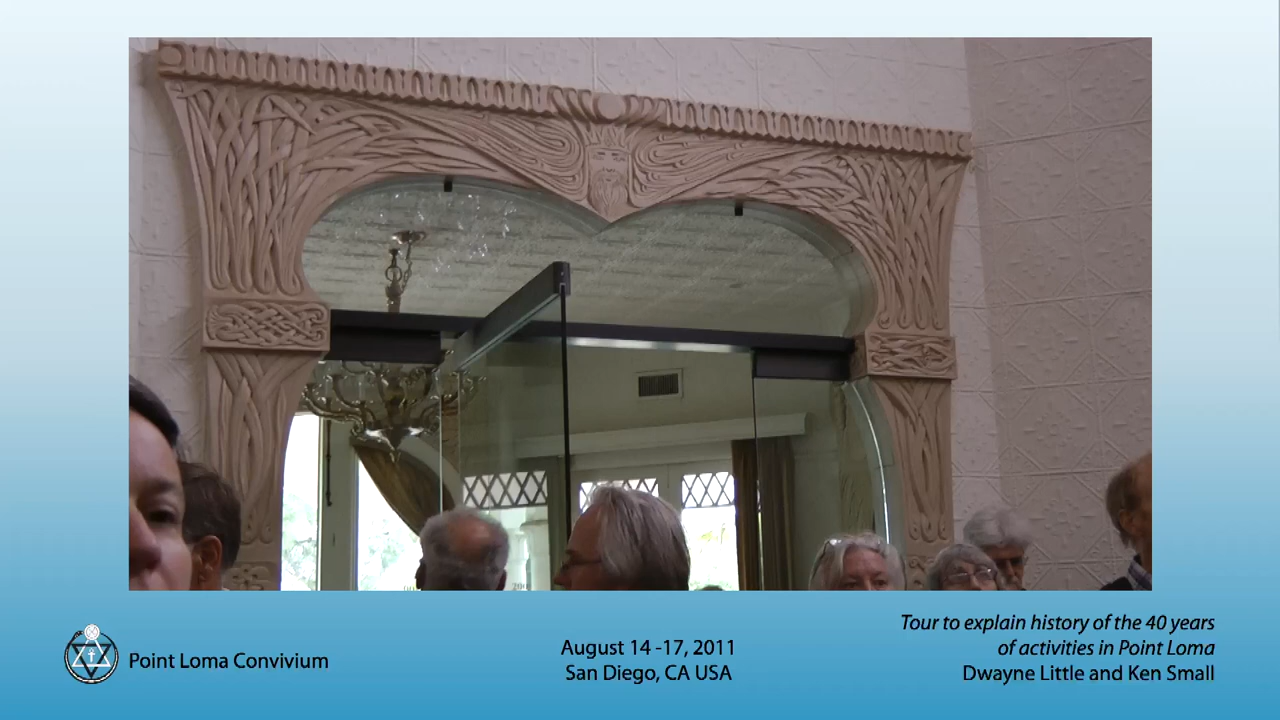 Point Loma Convivium
August 14 -17, 2011
San Diego, CA USA
Tour to explain history of the 40 years
of activities in Point Loma
Dwayne Little and Ken Small